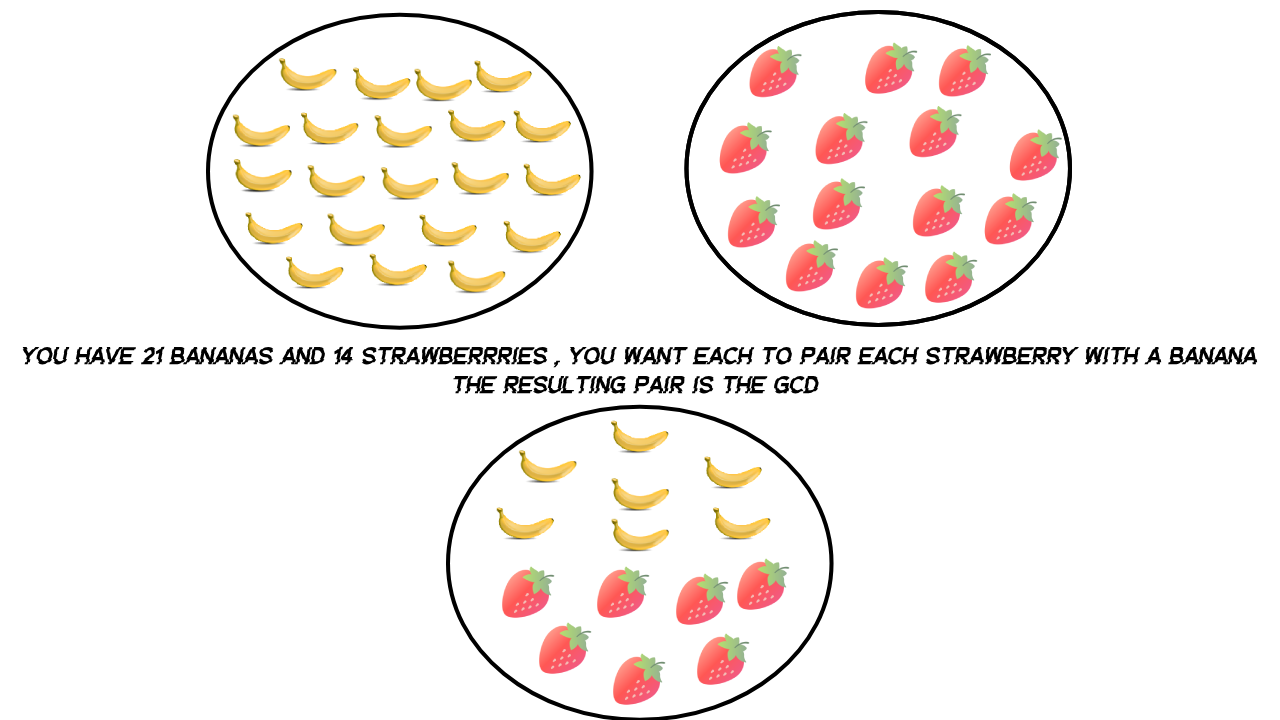 YOU HAVE 21 BANANAS AND 14 STRAWBERRRIES , YOU WANT EACH TO PAIR EACH STRAWBERRY WITH A BANANA
THE RESULTING PAIR IS THE GCD